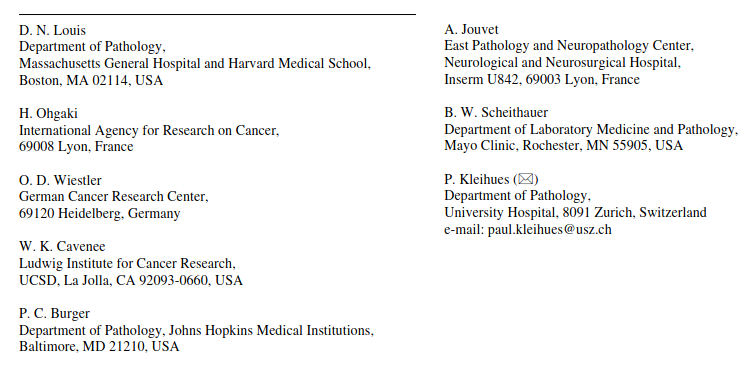 D. N. Louis
Department of Pathology,
Massachusetts General Hospital and Harvard Medical School,
Boston, MA 02114, USA
H. Ohgaki
International Agency for Research on Cancer,
69008 Lyon, France
O. D. Wiestler
German Cancer Research Center,
69120 Heidelberg, Germany
W. K. Cavenee
Ludwig Institute for Cancer Research,
UCSD, La Jolla, CA 92093-0660, USA
P. C. Burger
Department of Pathology, Johns Hopkins Medical Institutions,
Baltimore, MD 21210, USA
A. Jouvet
East Pathology and Neuropathology Center,
Neurological and Neurosurgical Hospital,
Inserm U842, 69003 Lyon, France
B. W. Scheithauer
Department of Laboratory Medicine and Pathology,
Mayo Clinic, Rochester, MN 55905, USA
P. Kleihues (✉)
Department of Pathology,
University Hospital, 8091 Zurich, Switzerland
e-mail: paul.kleihues@usz.ch